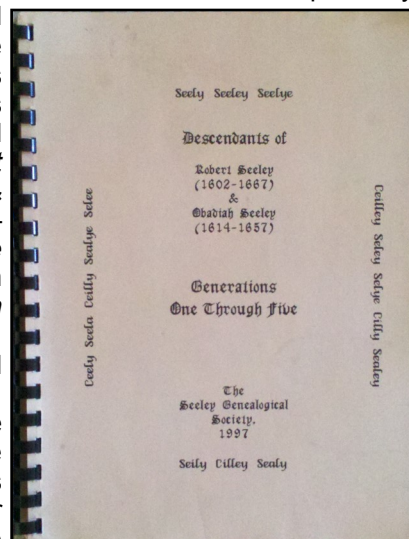 Seely Seeley Seelye
Descendants of
Robert Seeley
(1602-1667)
&
Obadiah Seeley
(1614-1657)
Ceely Seela Ceilly Sealye Selee
Ceilley Seley Selye Cilly Sealey
Generations
One Through Five
The
Seeley Genealogical
Society.
1997
Seily Cilley Sealy